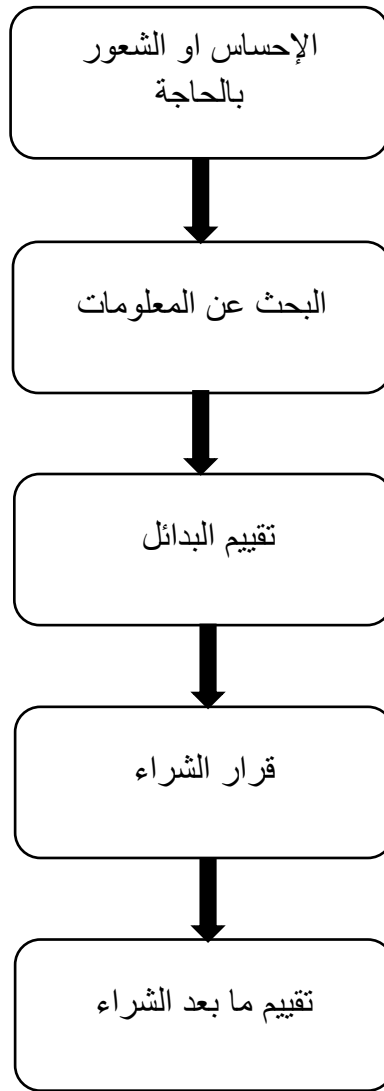 الإحساس او الشعور
بالحاجة
البحث عن المعلومات
تقييم البدائل
قرار الشراء
تقييم ما بعد الشراء